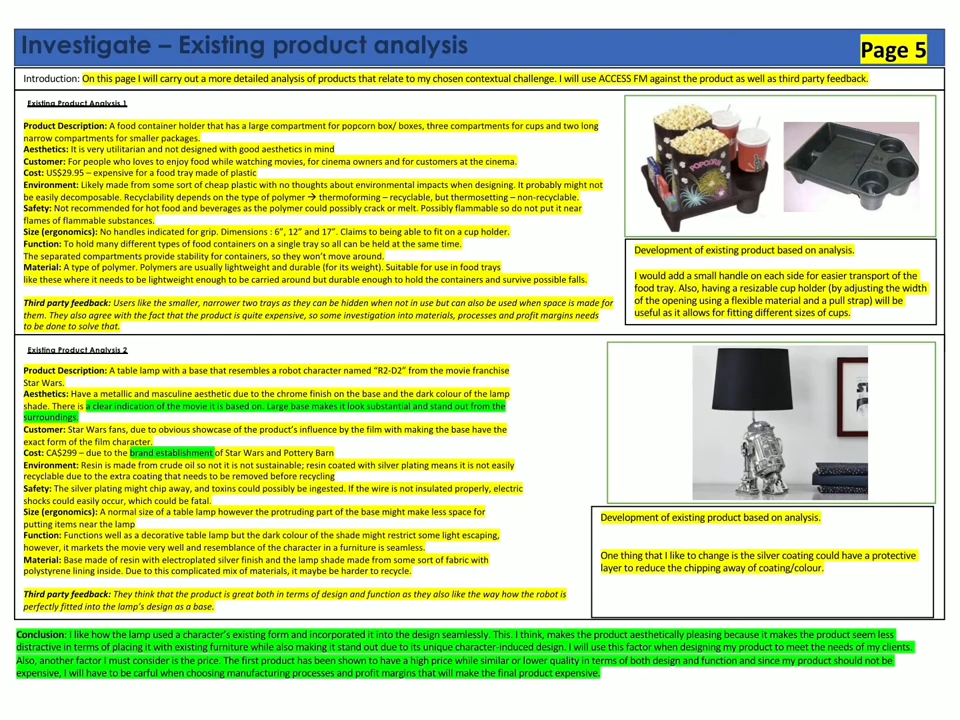 Investigate – Existing product analysis
Page 5
Introduction: On this page I will carry out a more detailed analysis of products that relate to my chosen contextual challenge. I will use ACCESS FM against the product as well as third party feedback.
Existing Product Analysis 1
Product Description: A food container holder that has a large compartment for popcorn box/ boxes, three compartments for cups and two long
narrow compartments for smaller packages.
Aesthetics: It is very utilitarian and not designed with good aesthetics in mind
Customer: For people who loves to enjoy food while watching movies, for cinema owners and for customers at the cinema.
Cost: US$29.95 – expensive for a food tray made of plastic
Environment: Likely made from some sort of cheap plastic with no thoughts about environmental impacts when designing. It probably might not
be easily decomposable. Recyclability depends on the type of polymer → thermoforming – recyclable, but thermosetting – non-recyclable.
Safety: Not recommended for hot food and beverages as the polymer could possibly crack or melt. Possibly flammable so do not put it near
flames of flammable substances.
Size (ergonomics): No handles indicated for grip. Dimensions : 6”, 12” and 17”. Claims to being able to fit on a cup holder.
Function: To hold many different types of food containers on a single tray so all can be held at the same time.
The separated compartments provide stability for containers, so they won’t move around.
Material: A type of polymer. Polymers are usually lightweight and durable (for its weight). Suitable for use in food trays
like these where it needs to be lightweight enough to be carried around but durable enough to hold the containers and survive possible falls.
Third party feedback: Users like the smaller, narrower two trays as they can be hidden when not in use but can also be used when space is made for
them. They also agree with the fact that the product is quite expensive, so some investigation into materials, processes and profit margins needs
to be done to solve that.
POPCORN
Development of existing product based on analysis.
I would add a small handle on each side for easier transport of the
food tray. Also, having a resizable cup holder (by adjusting the width
of the opening using a flexible material and a pull strap) will be
useful as it allows for fitting different sizes of cups.
Existing Product Analysis 2
Product Description: A table lamp with a base that resembles a robot character named “R2-D2” from the movie franchise
Star Wars.
Aesthetics: Have a metallic and masculine aesthetic due to the chrome finish on the base and the dark colour of the lamp
shade. There is a clear indication of the movie it is based on. Large base makes it look substantial and stand out from the
surroundings.
Customer: Star Wars fans, due to obvious showcase of the product’s influence by the film with making the base have the
exact form of the film character.
Cost: CA$299 – due to the brand establishment of Star Wars and Pottery Barn
Environment: Resin is made from crude oil so not it is not sustainable; resin coated with silver plating means it is not easily
recyclable due to the extra coating that needs to be removed before recycling
Safety: The silver plating might chip away, and toxins could possibly be ingested. If the wire is not insulated properly, electric
shocks could easily occur, which could be fatal.
Size (ergonomics): A normal size of a table lamp however the protruding part of the base might make less space for
putting items near the lamp
Function: Functions well as a decorative table lamp but the dark colour of the shade might restrict some light escaping,
however, it markets the movie very well and resemblance of the character in a furniture is seamless.
Material: Base made of resin with electroplated silver finish and the lamp shade made from some sort of fabric with
polystyrene lining inside. Due to this complicated mix of materials, it maybe be harder to recycle.
Third party feedback: They think that the product is great both in terms of design and function as they also like the way how the robot is
perfectly fitted into the lamp’s design as a base.
Development of existing product based on analysis.
One thing that I like to change is the silver coating could have a protective
layer to reduce the chipping away of coating/colour.
Conclusion: I like how the lamp used a character’s existing form and incorporated it into the design seamlessly. This. I think, makes the product aesthetically pleasing because it makes the product seem less
distractive in terms of placing it with existing furniture while also making it stand out due to its unique character-induced design. I will use this factor when designing my product to meet the needs of my clients.
Also, another factor I must consider is the price. The first product has been shown to have a high price while similar or lower quality in terms of both design and function and since my product should not be
expensive, I will have to be carful when choosing manufacturing processes and profit margins that will make the final product expensive.